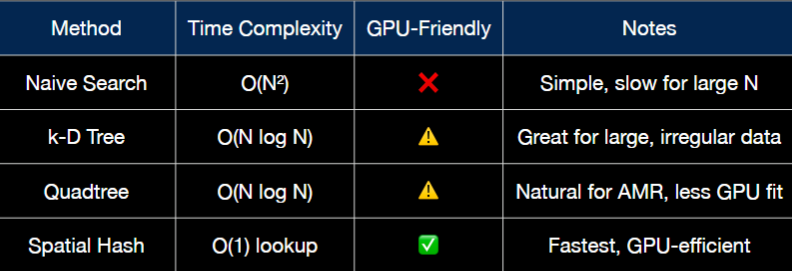 Method Time Complexity GPU-Friendly Notes
Naive Search O(N²) ❌ Simple, slow for large N
k-D Tree O(N log N) ⚠️ Great for large, irregular data
Quadtree O(N log N) ⚠️ Natural for AMR, less GPU fit
Spatial Hash O(1) lookup ✅ Fastest, GPU-efficient